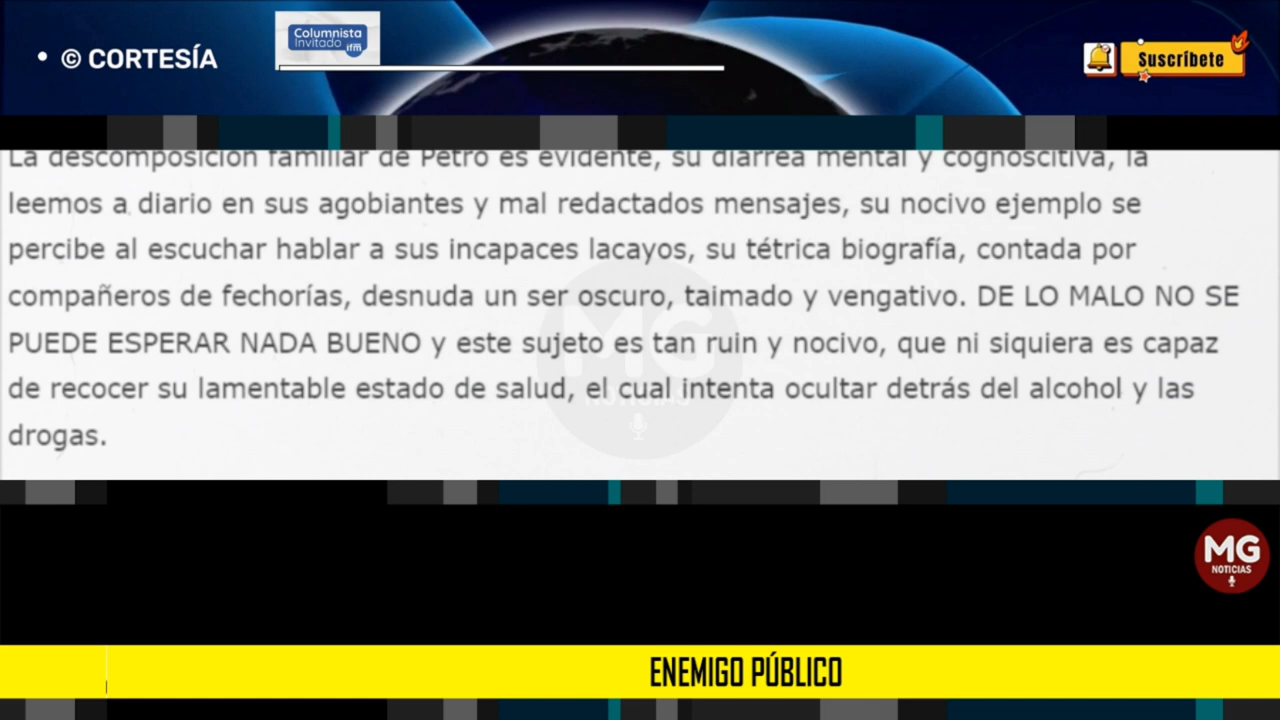 • © CORTESÍA
Columnista
Invitado ifm
Suscríbete
La descomposición familiar de Petro es evidente, su diarrea mental y cognoscitiva, la
leemos a diario en sus agobiantes y mal redactados mensajes, su nocivo ejemplo se
percibe al escuchar hablar a sus incapaces lacayos, su tétrica biografía, contada por
compañeros de fechorías, desnuda un ser oscuro, taimado y vengativo. DE LO MALO NO SE
PUEDE ESPERAR NADA BUENO y este sujeto es tan ruin y nocivo, que ni siquiera es capaz
de recocer su lamentable estado de salud, el cual intenta ocultar detrás del alcohol y las
drogas.
MG
NOTICIAS
MG
NOTICIAS
ENEMIGO PÚBLICO